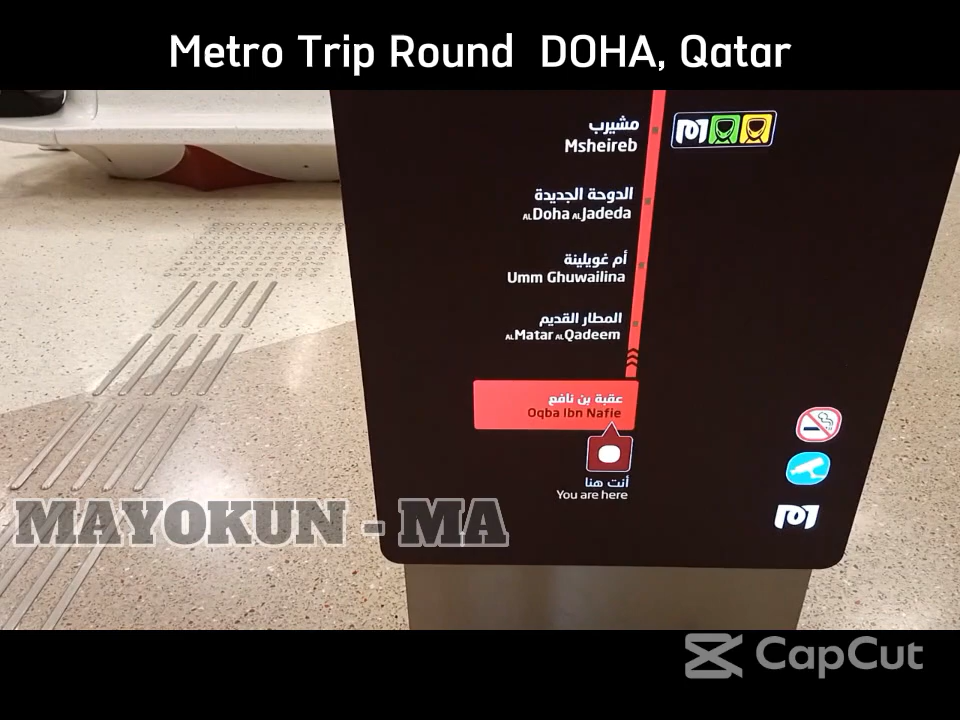 Metro Trip Round DOHA, Qatar
مشيرب
Msheireb
الدوحة الجديدة
AL Doha AL Jadeda
أم غويلينة
Umm Ghuwailina
المطار القديم
AL Matar AL Qadeem
عقبة بن نافع
Oqba Ibn Nafie
أنت هنا
You are here
MAYOKUN - MA
CapCut